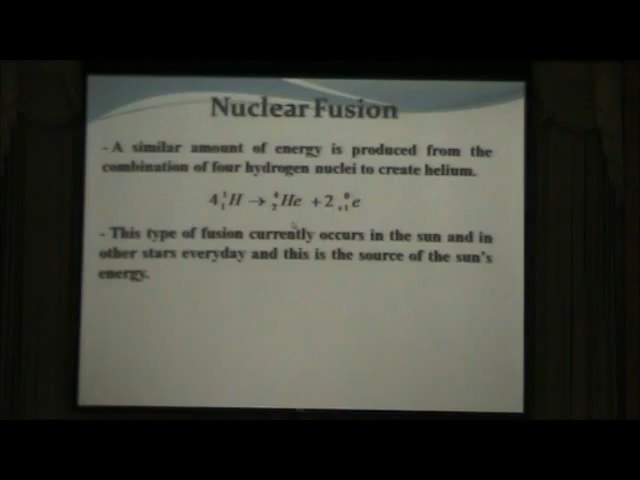 Nuclear Fusion
- A similar amount of energy is produced from the
combination of four hydrogen nuclei to create helium.
4 ¹₁H → ⁴₂He + 2 ⁰₊₁e
- This type of fusion currently occurs in the sun and in
other stars everyday and this is the source of the sun's
energy.